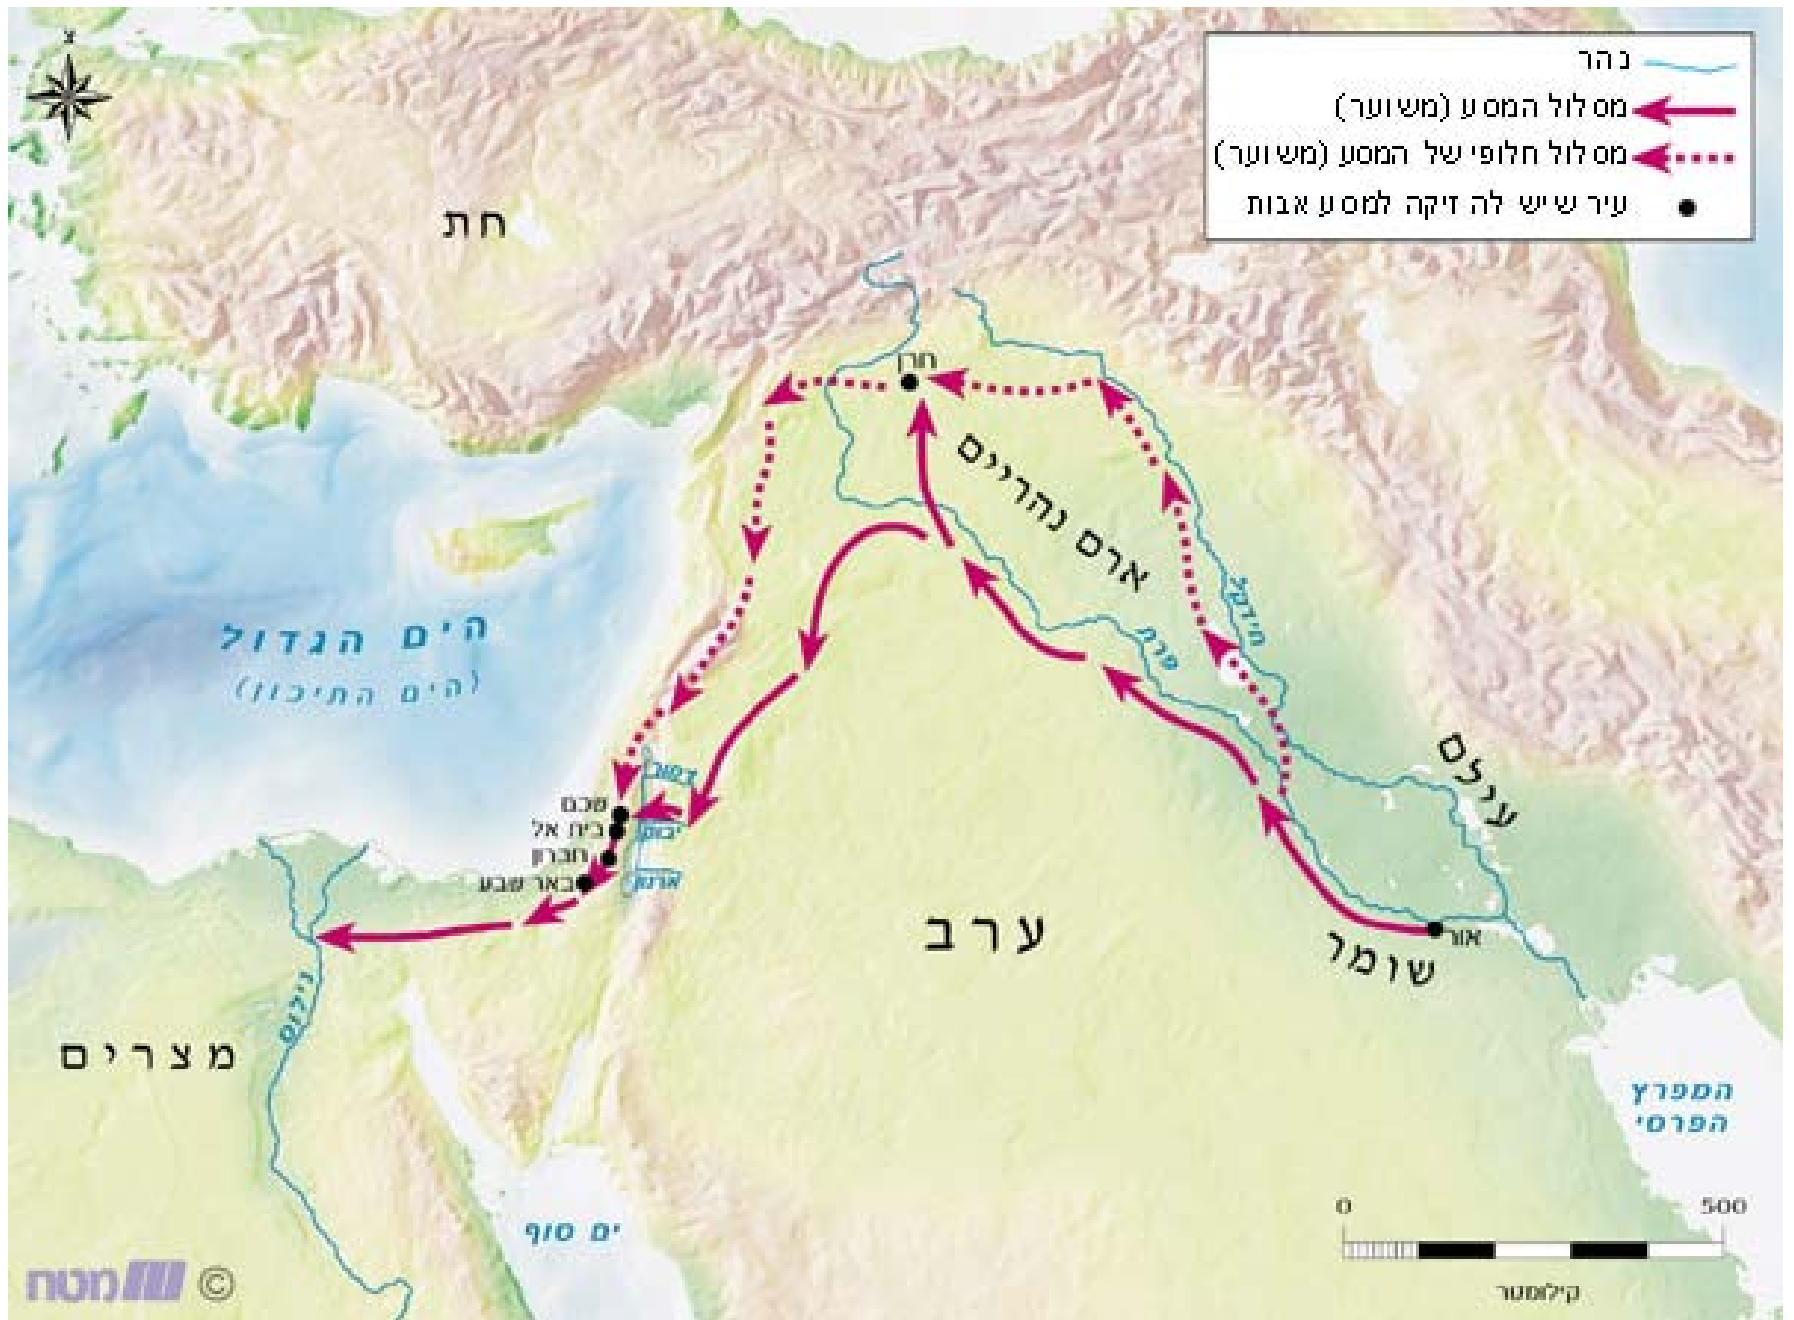 צ
נהר
מסלול המסע (משוער)
מסלול חלופי של המסע (משוער)
עיר שיש לה זיקה למסע אבות
חת
חרן
ארם נהריים
חידקל
פרת
הים הגדול
(הים התיכון)
עילם
שכם
בית אל
חברון
באר שבע
יבוק
ארנון
ערב
אור
שומר
נילוס
מצרים
המפרץ
הפרסי
ים סוף
0 500
קילומטר
מטח ©